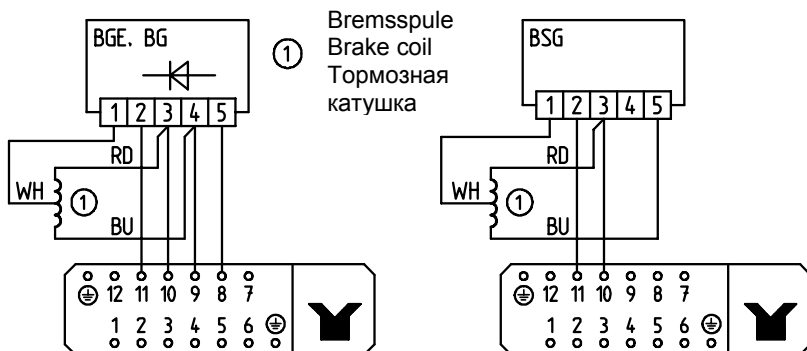 BGE, BG
1 2 3 4 5
① Bremsspule
Brake coil
Тормозная
катушка
RD
WH ①
BU
12 11 10 9 8 7
1 2 3 4 5 6
BSG
1 2 3 4 5
RD
WH ①
BU
12 11 10 9 8 7
1 2 3 4 5 6